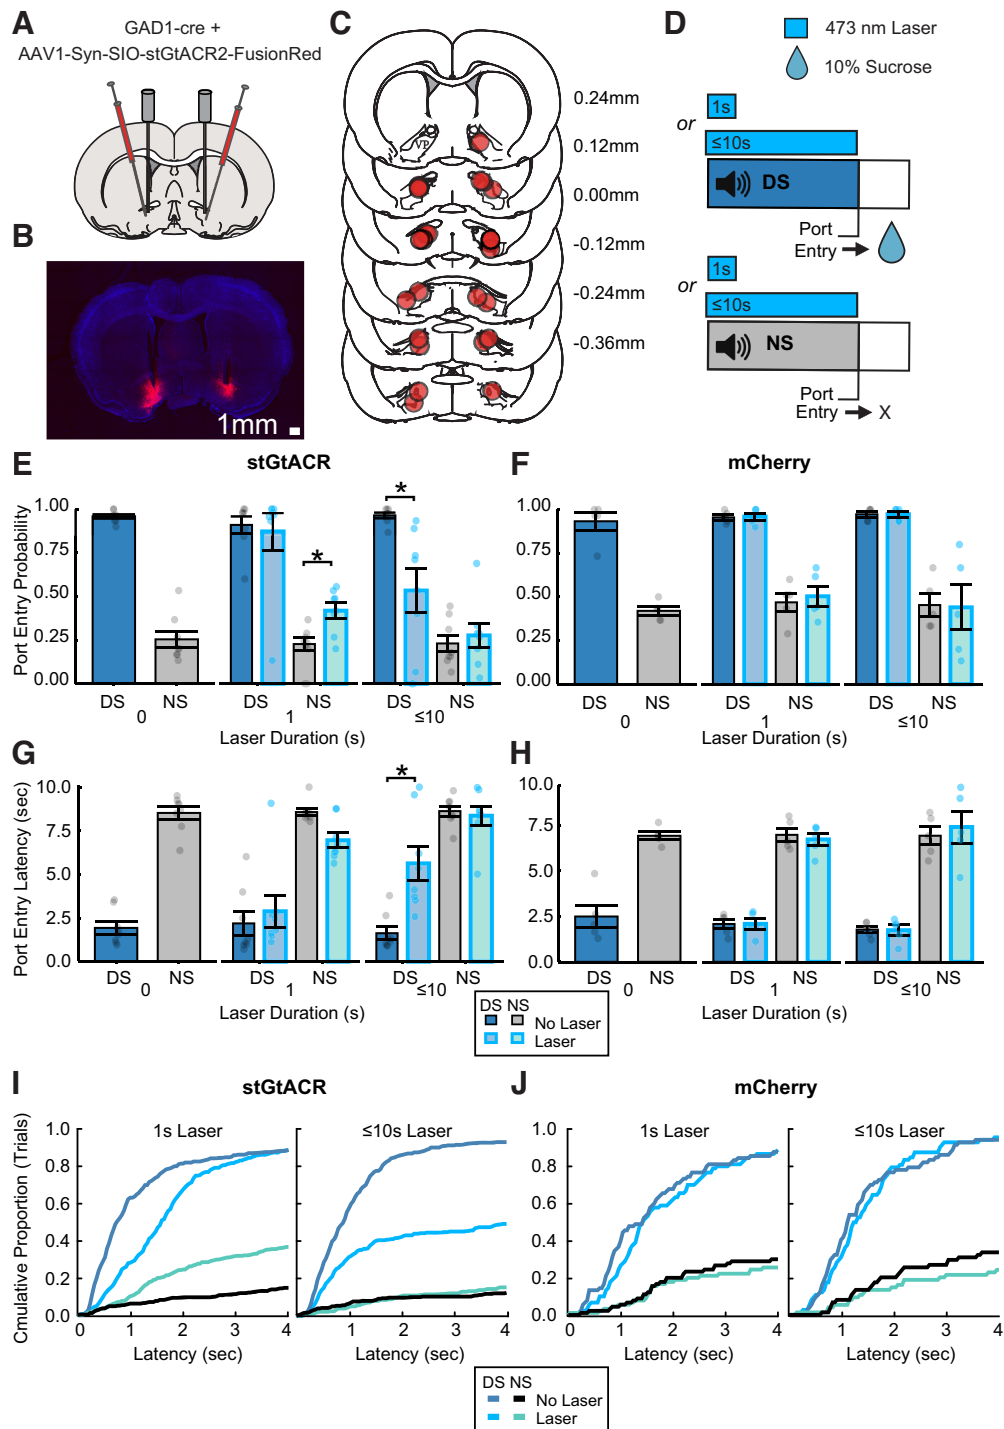 A
GAD1-cre +
AAV1-Syn-SIO-stGtACR2-FusionRed
B
1mm
C
VP
0.24mm
0.12mm
0.00mm
-0.12mm
-0.24mm
-0.36mm
D
473 nm Laser
10% Sucrose
1s
or
≤10s
DS
Port
Entry
1s
or
≤10s
NS
Port
Entry X
E
stGtACR
Port Entry Probability
1.00
0.75
0.50
0.25
0.00
DS NS DS NS DS NS
0 1 ≤10
Laser Duration (s)
*
*
F
mCherry
1.00
0.75
0.50
0.25
0.00
DS NS DS NS DS NS
0 1 ≤10
Laser Duration (s)
G
Port Entry Latency (sec)
10.0
7.5
5.0
2.5
0.0
*
DS NS DS NS DS NS
0 1 ≤10
Laser Duration (s)
H
10.0
7.5
5.0
2.5
0.0
DS NS DS NS DS NS
0 1 ≤10
Laser Duration (s)
DS NS
No Laser
Laser
I
stGtACR
Cmulative Proportion (Trials)
1s Laser
≤10s Laser
1.0
0.8
0.6
0.4
0.2
0.0
0 1 2 3 4
1 2 3 4
Latency (sec)
Latency (sec)
J
mCherry
1s Laser
≤10s Laser
1.0
0.8
0.6
0.4
0.2
0.0
0 1 2 3 4
1 2 3 4
Latency (sec)
Latency (sec)
DS NS
No Laser
Laser